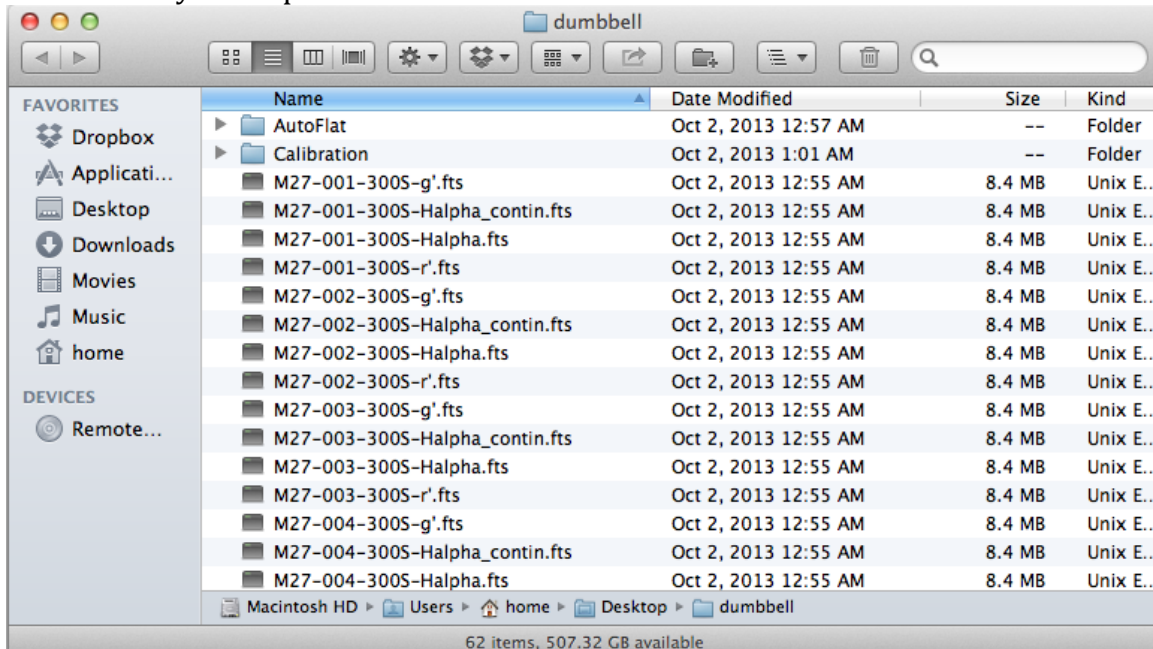 dumbbell
FAVORITES
Dropbox
Applicati...
Desktop
Downloads
Movies
Music
home
DEVICES
Remote...
Name Date Modified Size Kind
AutoFlat Oct 2, 2013 12:57 AM -- Folder
Calibration Oct 2, 2013 1:01 AM -- Folder
M27-001-300S-g'.fts Oct 2, 2013 12:55 AM 8.4 MB Unix E..
M27-001-300S-Halpha_contin.fts Oct 2, 2013 12:55 AM 8.4 MB Unix E..
M27-001-300S-Halpha.fts Oct 2, 2013 12:55 AM 8.4 MB Unix E..
M27-001-300S-r'.fts Oct 2, 2013 12:55 AM 8.4 MB Unix E..
M27-002-300S-g'.fts Oct 2, 2013 12:55 AM 8.4 MB Unix E..
M27-002-300S-Halpha_contin.fts Oct 2, 2013 12:55 AM 8.4 MB Unix E..
M27-002-300S-Halpha.fts Oct 2, 2013 12:55 AM 8.4 MB Unix E..
M27-002-300S-r'.fts Oct 2, 2013 12:55 AM 8.4 MB Unix E..
M27-003-300S-g'.fts Oct 2, 2013 12:55 AM 8.4 MB Unix E..
M27-003-300S-Halpha_contin.fts Oct 2, 2013 12:55 AM 8.4 MB Unix E..
M27-003-300S-Halpha.fts Oct 2, 2013 12:55 AM 8.4 MB Unix E..
M27-003-300S-r'.fts Oct 2, 2013 12:55 AM 8.4 MB Unix E..
M27-004-300S-g'.fts Oct 2, 2013 12:55 AM 8.4 MB Unix E..
M27-004-300S-Halpha_contin.fts Oct 2, 2013 12:55 AM 8.4 MB Unix E..
M27-004-300S-Halpha.fts Oct 2, 2013 12:55 AM 8.4 MB Unix E..
Macintosh HD ▸ Users ▸ home ▸ Desktop ▸ dumbbell
62 items, 507.32 GB available